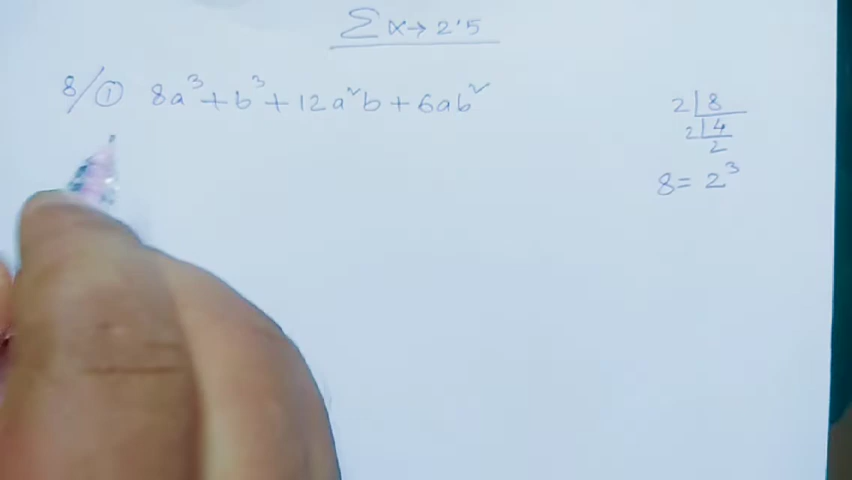 Ex → 2.5
8/① 8a³ + b³ + 12a²b + 6ab²
2 | 8
2 | 4
2
8 = 2³